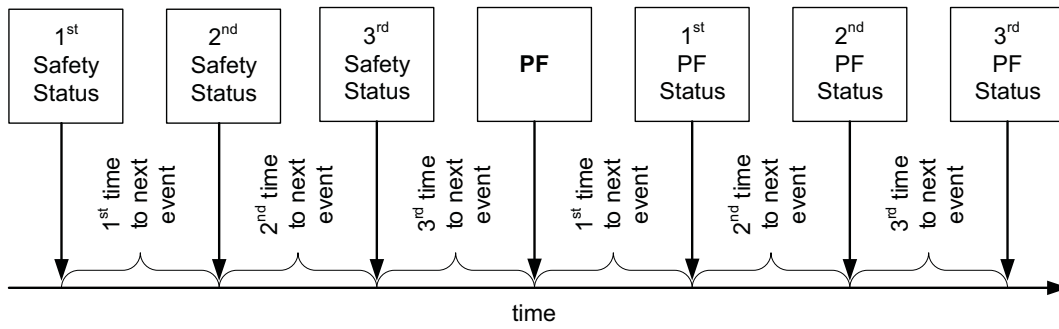 1st
Safety
Status
2nd
Safety
Status
3rd
Safety
Status
PF
1st
PF
Status
2nd
PF
Status
3rd
PF
Status
1st time
to next
event
2nd time
to next
event
3rd time
to next
event
1st time
to next
event
2nd time
to next
event
3rd time
to next
event
time